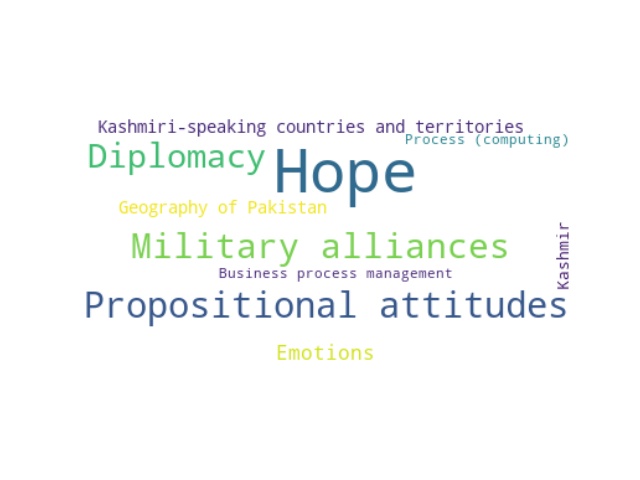 Kashmiri-speaking countries and territories
Process (computing)
Diplomacy
Hope
Geography of Pakistan
Military alliances
Kashmir
Business process management
Propositional attitudes
Emotions